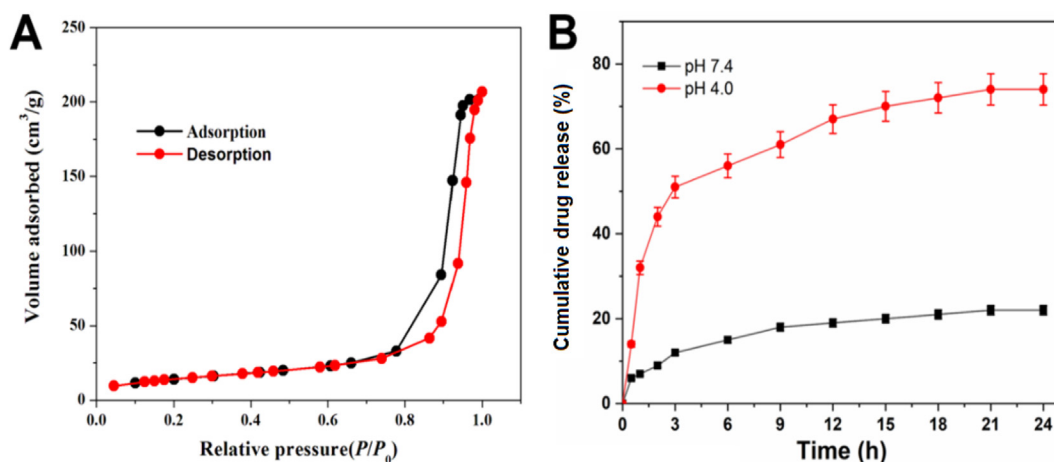 A
250
200
150
100
50
0
0.0 0.2 0.4 0.6 0.8 1.0
Volume adsorbed (cm³/g)
Relative pressure(P/P₀)
Adsorption
Desorption
B
80
60
40
20
0
0 3 6 9 12 15 18 21 24
Cumulative drug release (%)
Time (h)
pH 7.4
pH 4.0